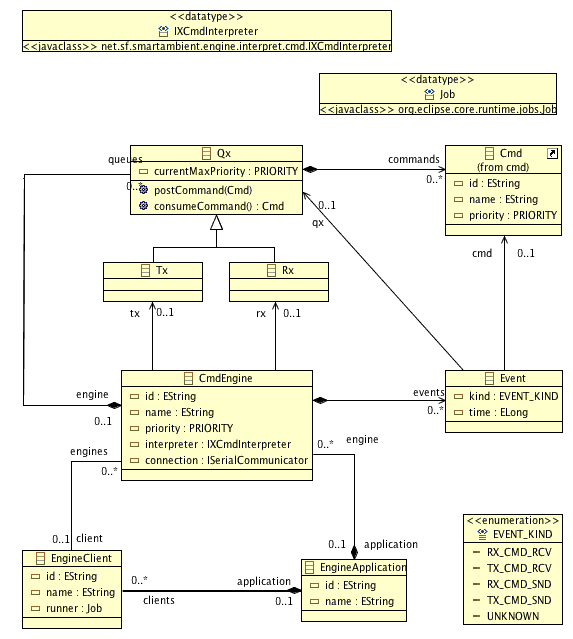 <<datatype>>
IXCmdInterpreter
<<javaclass>> net.sf.smartambient.engine.interpret.cmd.IXCmdInterpreter
<<datatype>>
Job
<<javaclass>> org.eclipse.core.runtime.jobs.Job
Qx
currentMaxPriority : PRIORITY
postCommand(Cmd)
consumeCommand() : Cmd
queues
0..*
commands
0..*
Cmd
(from cmd)
id : EString
name : EString
priority : PRIORITY
0..1
qx
cmd
0..1
Tx
Rx
tx
0..1
rx
0..1
CmdEngine
id : EString
name : EString
priority : PRIORITY
interpreter : IXCmdInterpreter
connection : ISerialCommunicator
engine
0..1
events
0..*
Event
kind : EVENT_KIND
time : ELong
engines
0..*
0..*
engine
0..1
client
0..1
application
EngineClient
id : EString
name : EString
runner : Job
0..*
clients
application
0..1
EngineApplication
id : EString
name : EString
<<enumeration>>
EVENT_KIND
RX_CMD_RCV
TX_CMD_RCV
RX_CMD_SND
TX_CMD_SND
UNKNOWN